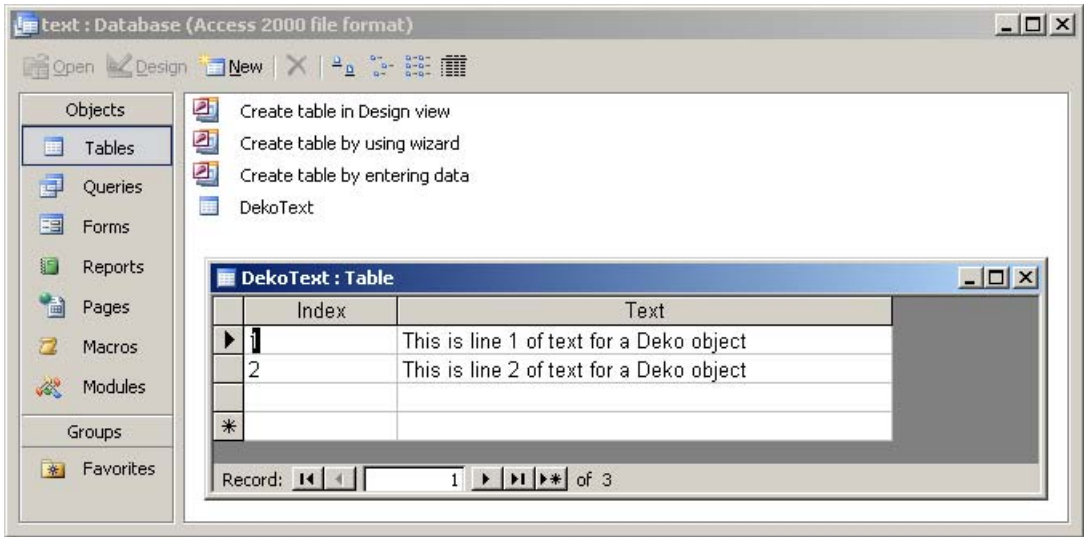 text : Database (Access 2000 file format)
Open Design New
Objects
Tables
Queries
Forms
Reports
Pages
Macros
Modules
Groups
Favorites
Create table in Design view
Create table by using wizard
Create table by entering data
DekoText
DekoText : Table
Index Text
1 This is line 1 of text for a Deko object
2 This is line 2 of text for a Deko object
Record: 1 of 3